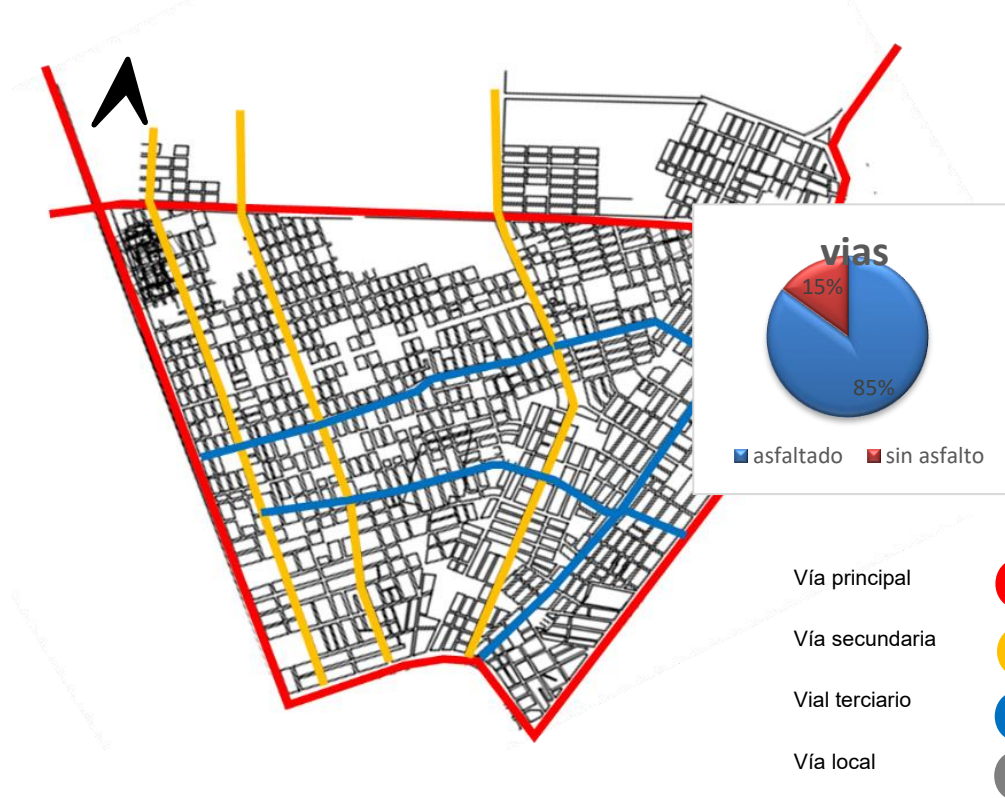 vias
15%
85%
asfaltado sin asfalto
Vía principal
Vía secundaria
Vial terciario
Vía local